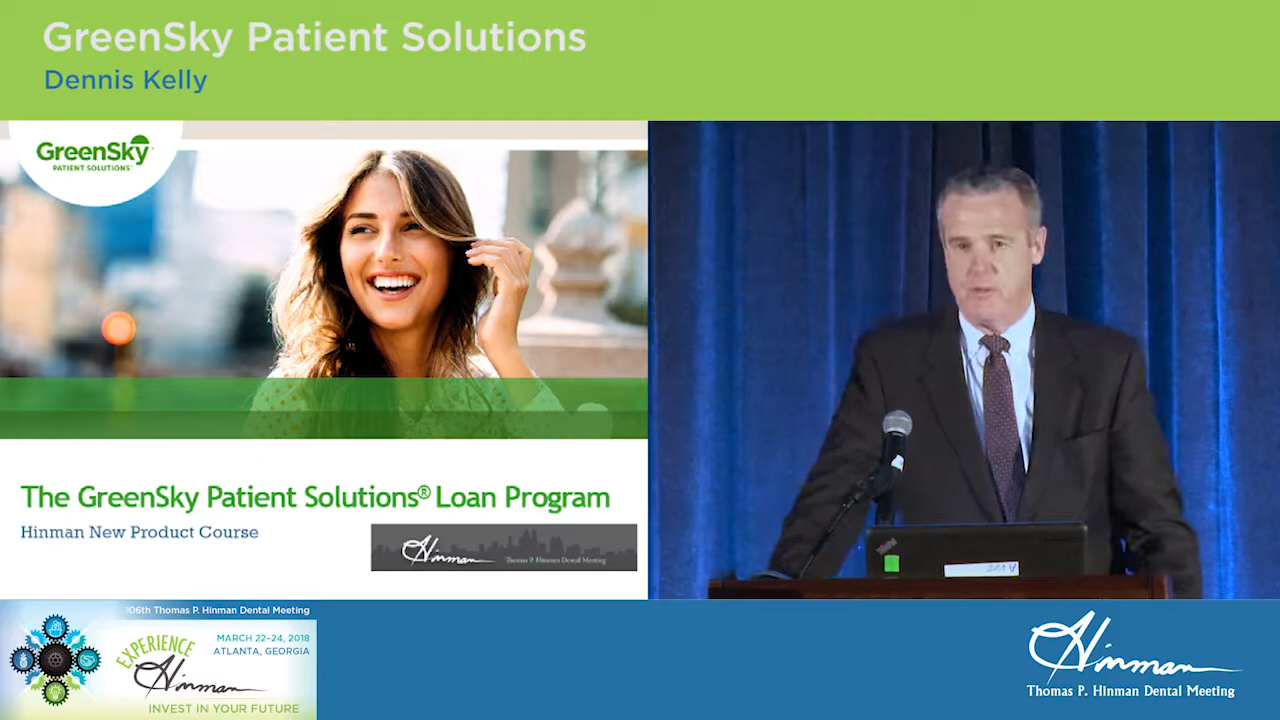 GreenSky Patient Solutions
Dennis Kelly
GreenSky
PATIENT SOLUTIONS®
The GreenSky Patient Solutions® Loan Program
Hinman New Product Course
Hinman
Thomas P. Hinman Dental Meeting
106th Thomas P. Hinman Dental Meeting
MARCH 22-24, 2018
ATLANTA, GEORGIA
EXPERIENCE
Hinman
INVEST IN YOUR FUTURE
Hinman
Thomas P. Hinman Dental Meeting